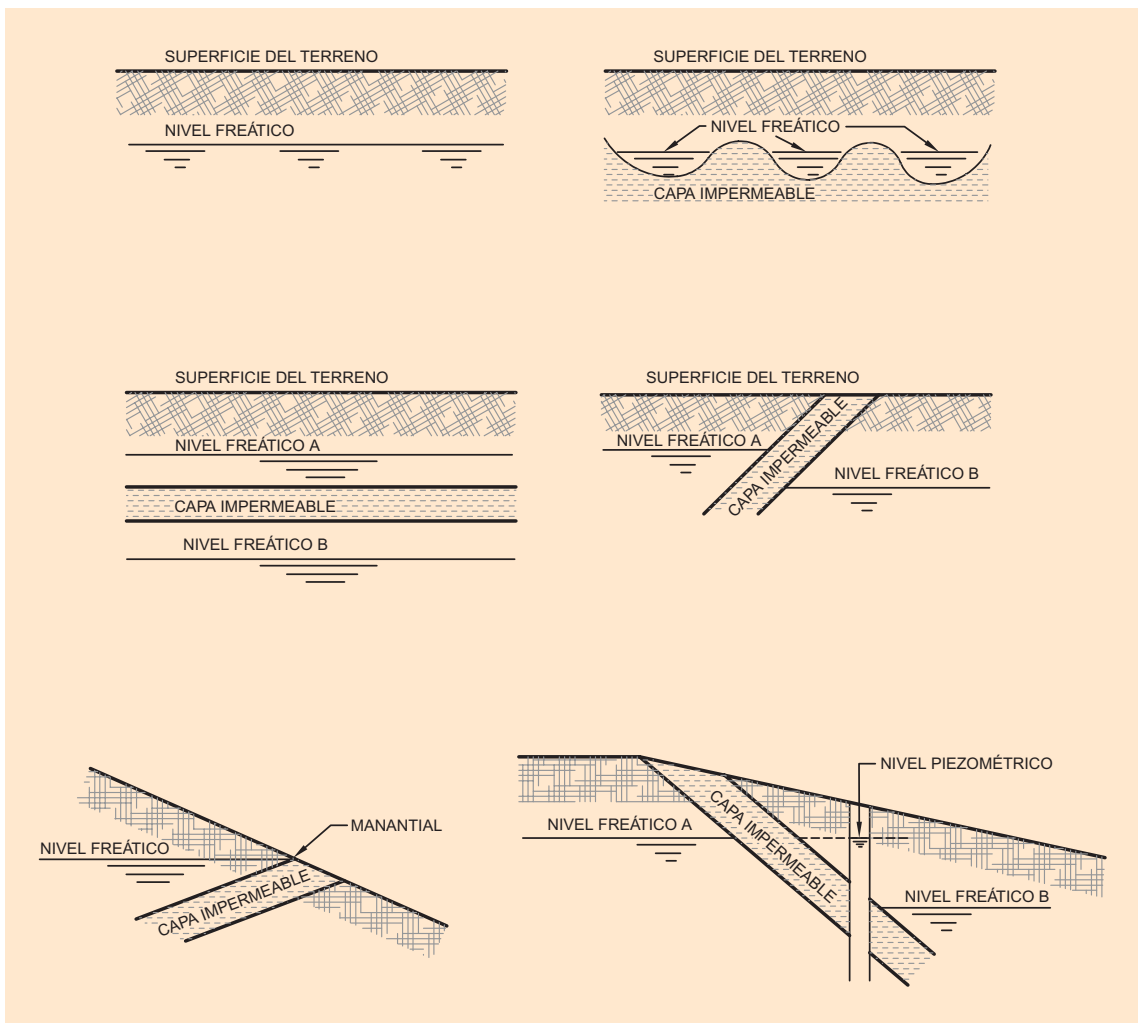 SUPERFICIE DEL TERRENO
NIVEL FREÁTICO
SUPERFICIE DEL TERRENO
NIVEL FREÁTICO
CAPA IMPERMEABLE
SUPERFICIE DEL TERRENO
NIVEL FREÁTICO A
CAPA IMPERMEABLE
NIVEL FREÁTICO B
SUPERFICIE DEL TERRENO
NIVEL FREÁTICO A
CAPA IMPERMEABLE
NIVEL FREÁTICO B
MANANTIAL
NIVEL FREÁTICO
CAPA IMPERMEABLE
NIVEL PIEZOMÉTRICO
NIVEL FREÁTICO A
CAPA IMPERMEABLE
NIVEL FREÁTICO B